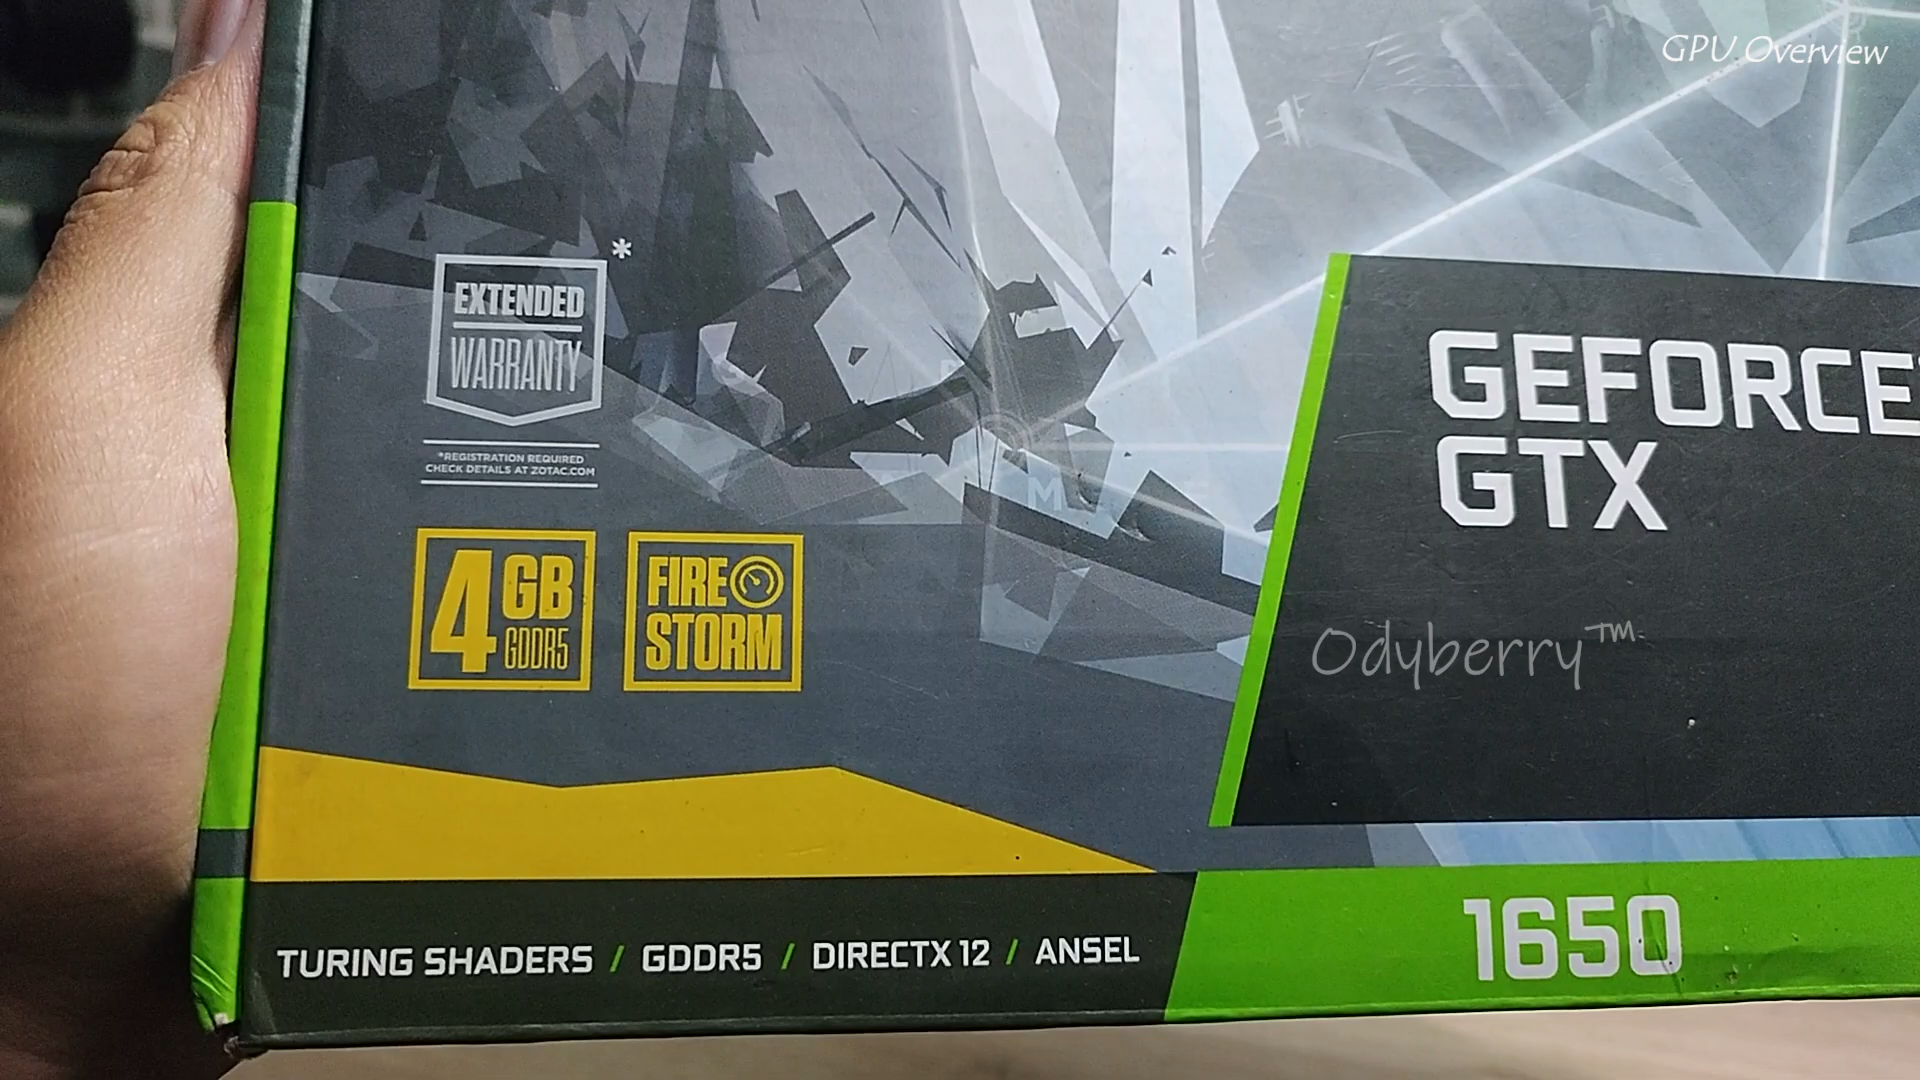 GPU Overview
EXTENDED
WARRANTY
*
*REGISTRATION REQUIRED
CHECK DETAILS AT ZOTAC.COM
4 GB
GDDR5
FIRE
STORM
GEFORCE
GTX
Odyberry™
1650
TURING SHADERS / GDDR5 / DIRECTX 12 / ANSEL